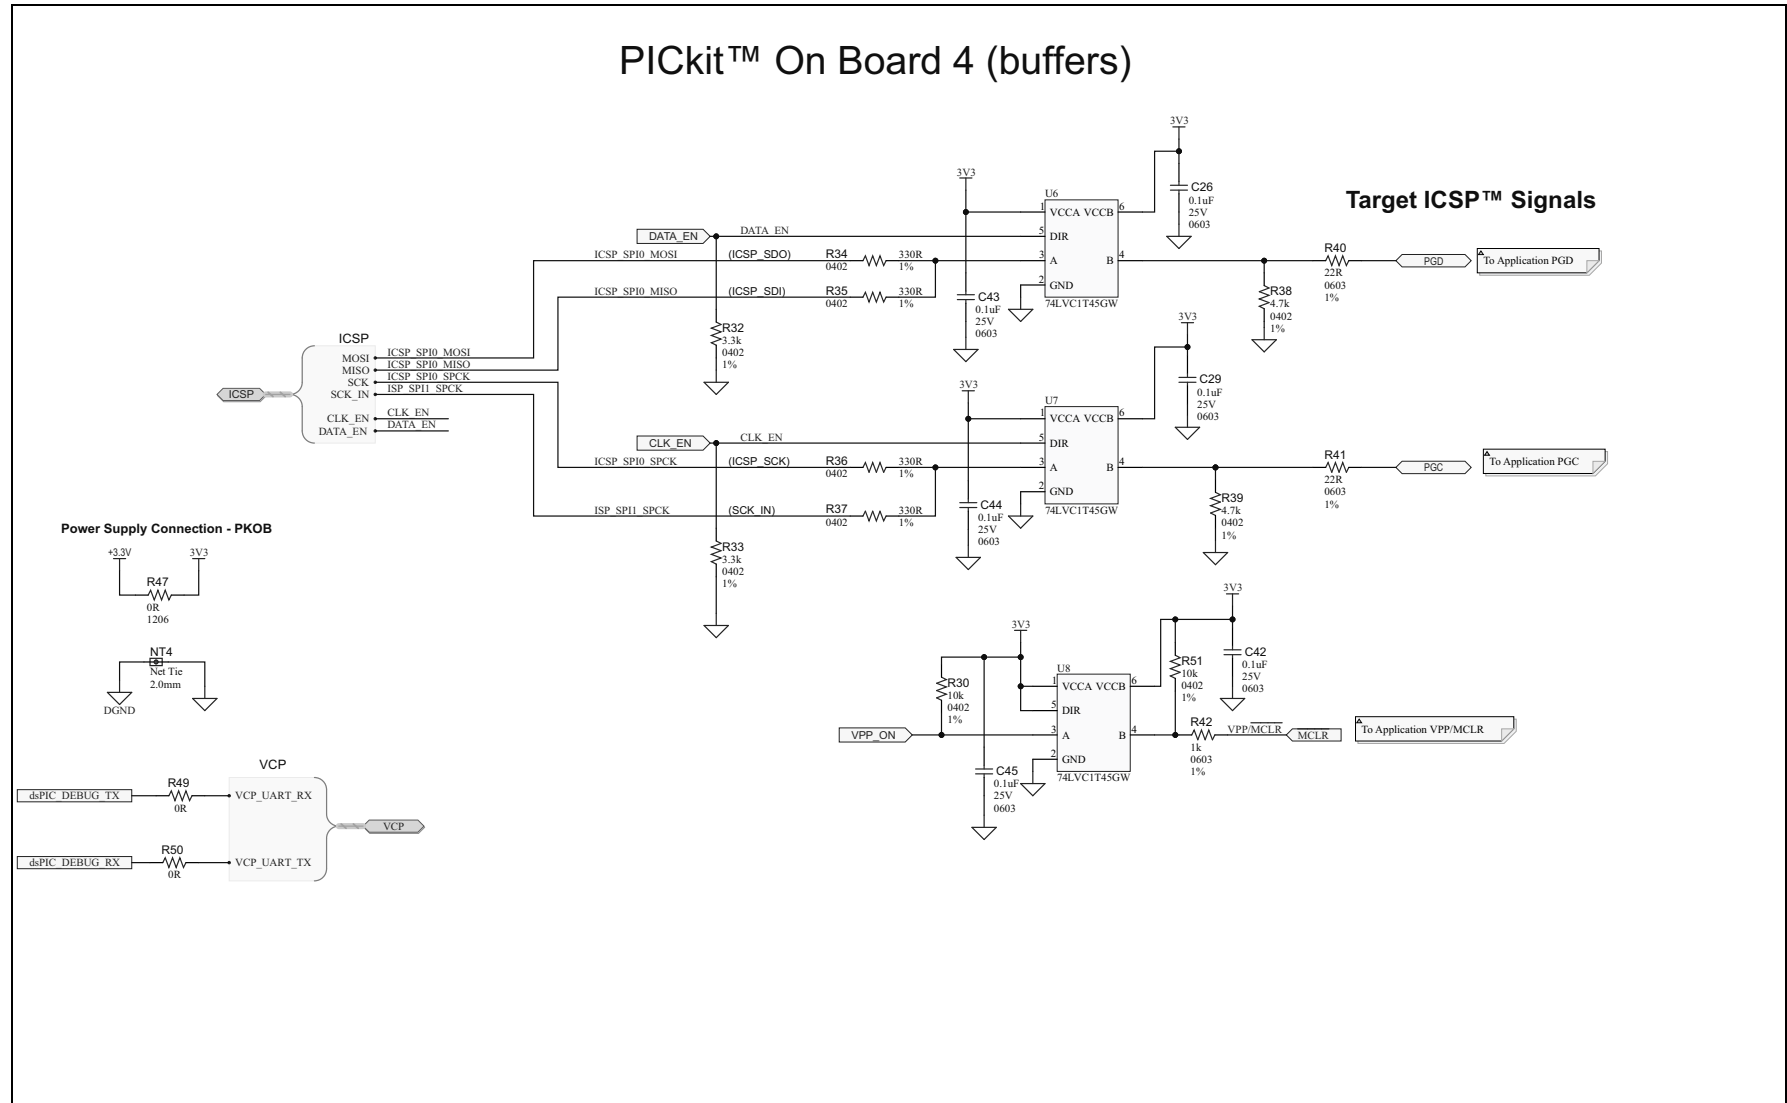 PICkit™ On Board 4 (buffers)
Target ICSP™ Signals
3V3
C26
0.1uF
25V
0603
3V3
U6
1 VCCA VCCB 6
5 DIR
3 A B 4
2 GND
74LVC1T45GW
DATA_EN
DATA_EN
ICSP_SPI0_MOSI (ICSP_SDO) R34 330R
0402 1%
ICSP_SPI0_MISO (ICSP_SDI) R35 330R
0402 1%
C43
0.1uF
25V
0603
R32
3.3k
0402
1%
R38
4.7k
0402
1%
R40
22R
0603
1%
PGD
To Application PGD
ICSP
ICSP
MOSI ICSP_SPI0_MOSI
MISO ICSP_SPI0_MISO
SCK ICSP_SPI0_SPCK
SCK_IN ISP_SPI1_SPCK
CLK_EN CLK_EN
DATA_EN DATA_EN
3V3
C29
0.1uF
25V
0603
3V3
U7
1 VCCA VCCB 6
5 DIR
3 A B 4
2 GND
74LVC1T45GW
CLK_EN
CLK_EN
ICSP_SPI0_SPCK (ICSP_SCK) R36 330R
0402 1%
ISP_SPI1_SPCK (SCK_IN) R37 330R
0402 1%
C44
0.1uF
25V
0603
R33
3.3k
0402
1%
R39
4.7k
0402
1%
R41
22R
0603
1%
PGC
To Application PGC
Power Supply Connection - PKOB
+3.3V 3V3
R47
0R
1206
NT4
Net Tie
2.0mm
DGND
3V3
3V3
R30
10k
0402
1%
U8
1 VCCA VCCB 6
5 DIR
3 A B 4
2 GND
74LVC1T45GW
VPP_ON
C45
0.1uF
25V
0603
R51
10k
0402
1%
C42
0.1uF
25V
0603
R42
1k
0603
1%
VPP/MCLR
MCLR
To Application VPP/MCLR
VCP
dsPIC_DEBUG_TX R49 VCP_UART_RX
0R
VCP
dsPIC_DEBUG_RX R50 VCP_UART_TX
0R